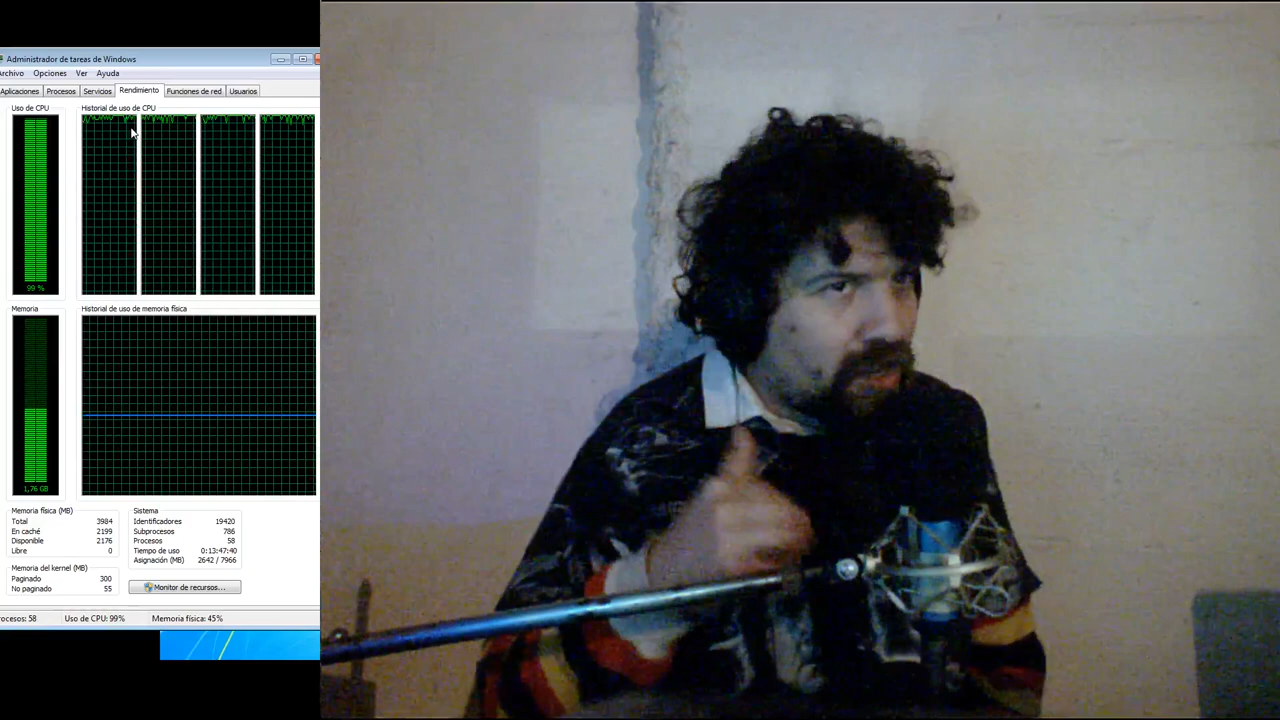 Administrador de tareas de Windows
Archivo Opciones Ver Ayuda
Aplicaciones Procesos Servicios Rendimiento Funciones de red Usuarios
Uso de CPU Historial de uso de CPU
99 %
Memoria Historial de uso de memoria física
1,76 GB
Memoria física (MB)
Total 3984
En caché 2199
Disponible 2176
Libre 0
Sistema
Identificadores 19420
Subprocesos 786
Procesos 58
Tiempo de uso 0:13:47:40
Asignación (MB) 2642 / 7966
Memoria del kernel (MB)
Paginado 300
No paginado 55
Monitor de recursos...
rocesos: 58 Uso de CPU: 99% Memoria física: 45%